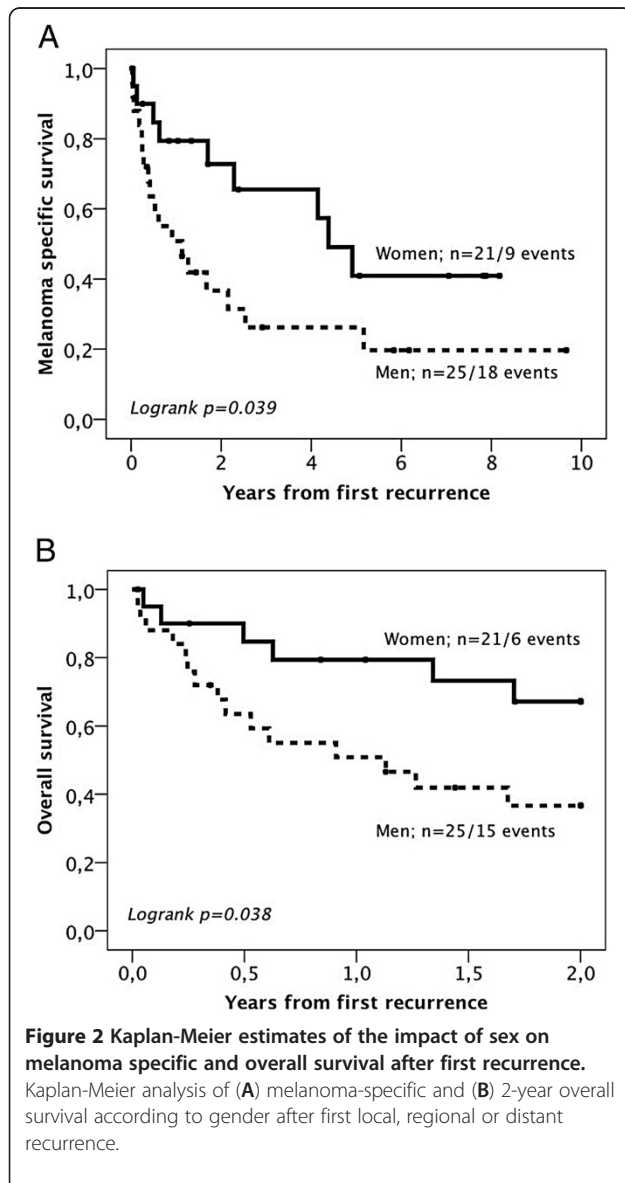 A
1,0
0,8
0,6
0,4
0,2
0,0
Melanoma specific survival
Women; n=21/9 events
Men; n=25/18 events
Logrank p=0.039
0 2 4 6 8 10
Years from first recurrence
B
1,0
0,8
0,6
0,4
0,2
0,0
Overall survival
Women; n=21/6 events
Men; n=25/15 events
Logrank p=0.038
0,0 0,5 1,0 1,5 2,0
Years from first recurrence
Figure 2 Kaplan-Meier estimates of the impact of sex on
melanoma specific and overall survival after first recurrence.
Kaplan-Meier analysis of (A) melanoma-specific and (B) 2-year overall
survival according to gender after first local, regional or distant
recurrence.